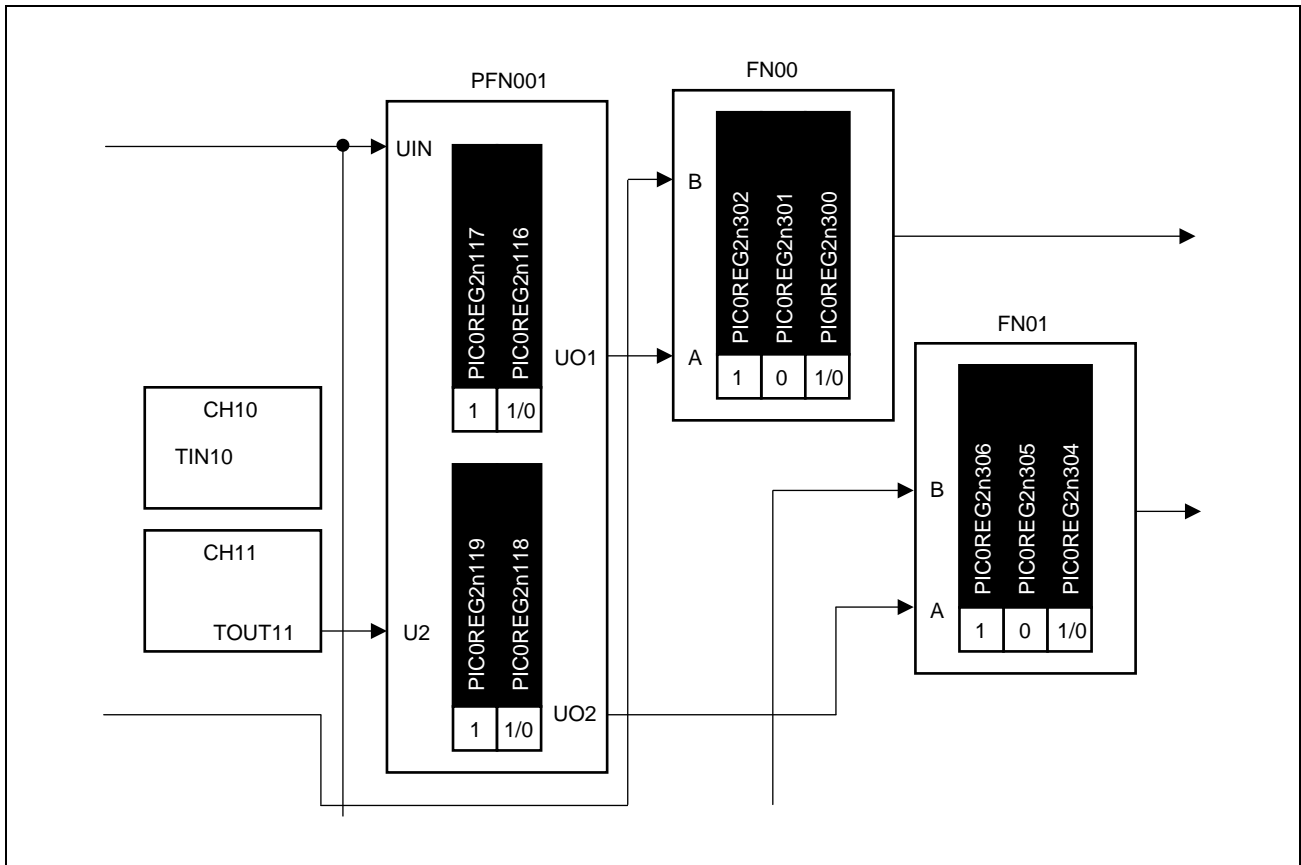 PFN001
UIN
PIC0REG2n117
PIC0REG2n116
1
1/0
UO1
PIC0REG2n119
PIC0REG2n118
1
1/0
U2
UO2
CH10
TIN10
CH11
TOUT11
FN00
B
A
PIC0REG2n302
PIC0REG2n301
PIC0REG2n300
1
0
1/0
FN01
B
A
PIC0REG2n306
PIC0REG2n305
PIC0REG2n304
1
0
1/0